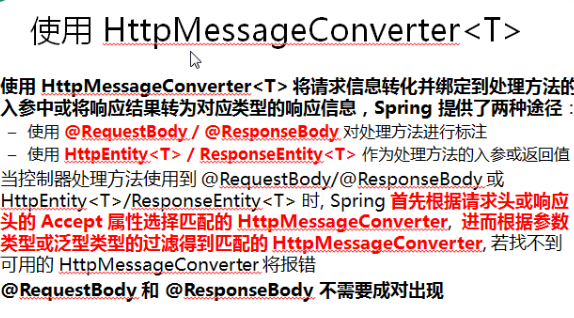 使用 HttpMessageConverter<T>
使用 HttpMessageConverter<T> 将请求信息转化并绑定到处理方法的
入参中或将响应结果转为对应类型的响应信息，Spring 提供了两种途径：
– 使用 @RequestBody / @ResponseBody 对处理方法进行标注
– 使用 HttpEntity<T> / ResponseEntity<T> 作为处理方法的入参或返回值
当控制器处理方法使用到 @RequestBody/@ResponseBody 或
HttpEntity<T>/ResponseEntity<T> 时, Spring 首先根据请求头或响应
头的 Accept 属性选择匹配的 HttpMessageConverter, 进而根据参数
类型或泛型类型的过滤得到匹配的 HttpMessageConverter, 若找不到
可用的 HttpMessageConverter 将报错
@RequestBody 和 @ResponseBody 不需要成对出现